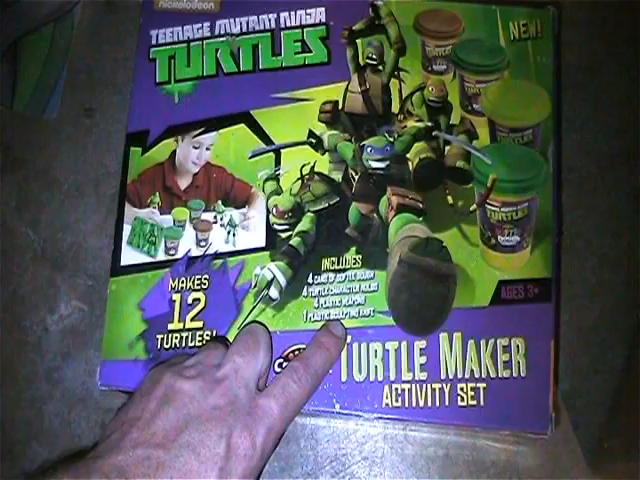 nickelodeon
TEENAGE MUTANT NINJA
TURTLES
NEW!
TURTLES
INCLUDES
4 CANS OF SOFTEE DOUGH
4 TURTLE CHARACTER MOLDS
4 PLASTIC WEAPONS
1 PLASTIC SCULPTING KNIFE
MAKES
12
TURTLES!
AGES 3+
TURTLE MAKER
ACTIVITY SET